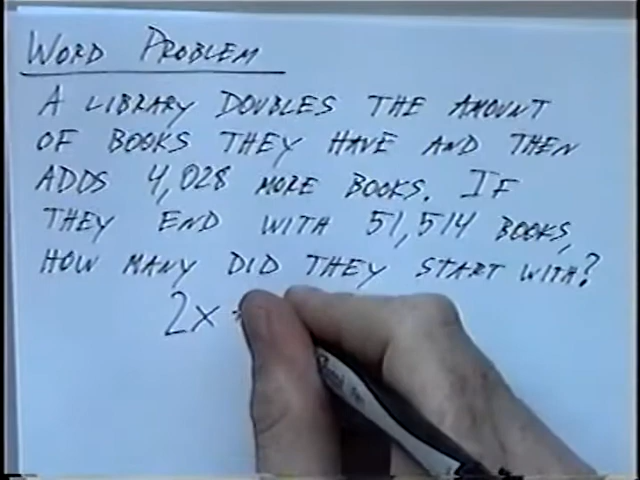 WORD PROBLEM
A LIBRARY DOUBLES THE AMOUNT
OF BOOKS THEY HAVE AND THEN
ADDS 4,028 MORE BOOKS. IF
THEY END WITH 51,514 BOOKS,
HOW MANY DID THEY START WITH?
2x